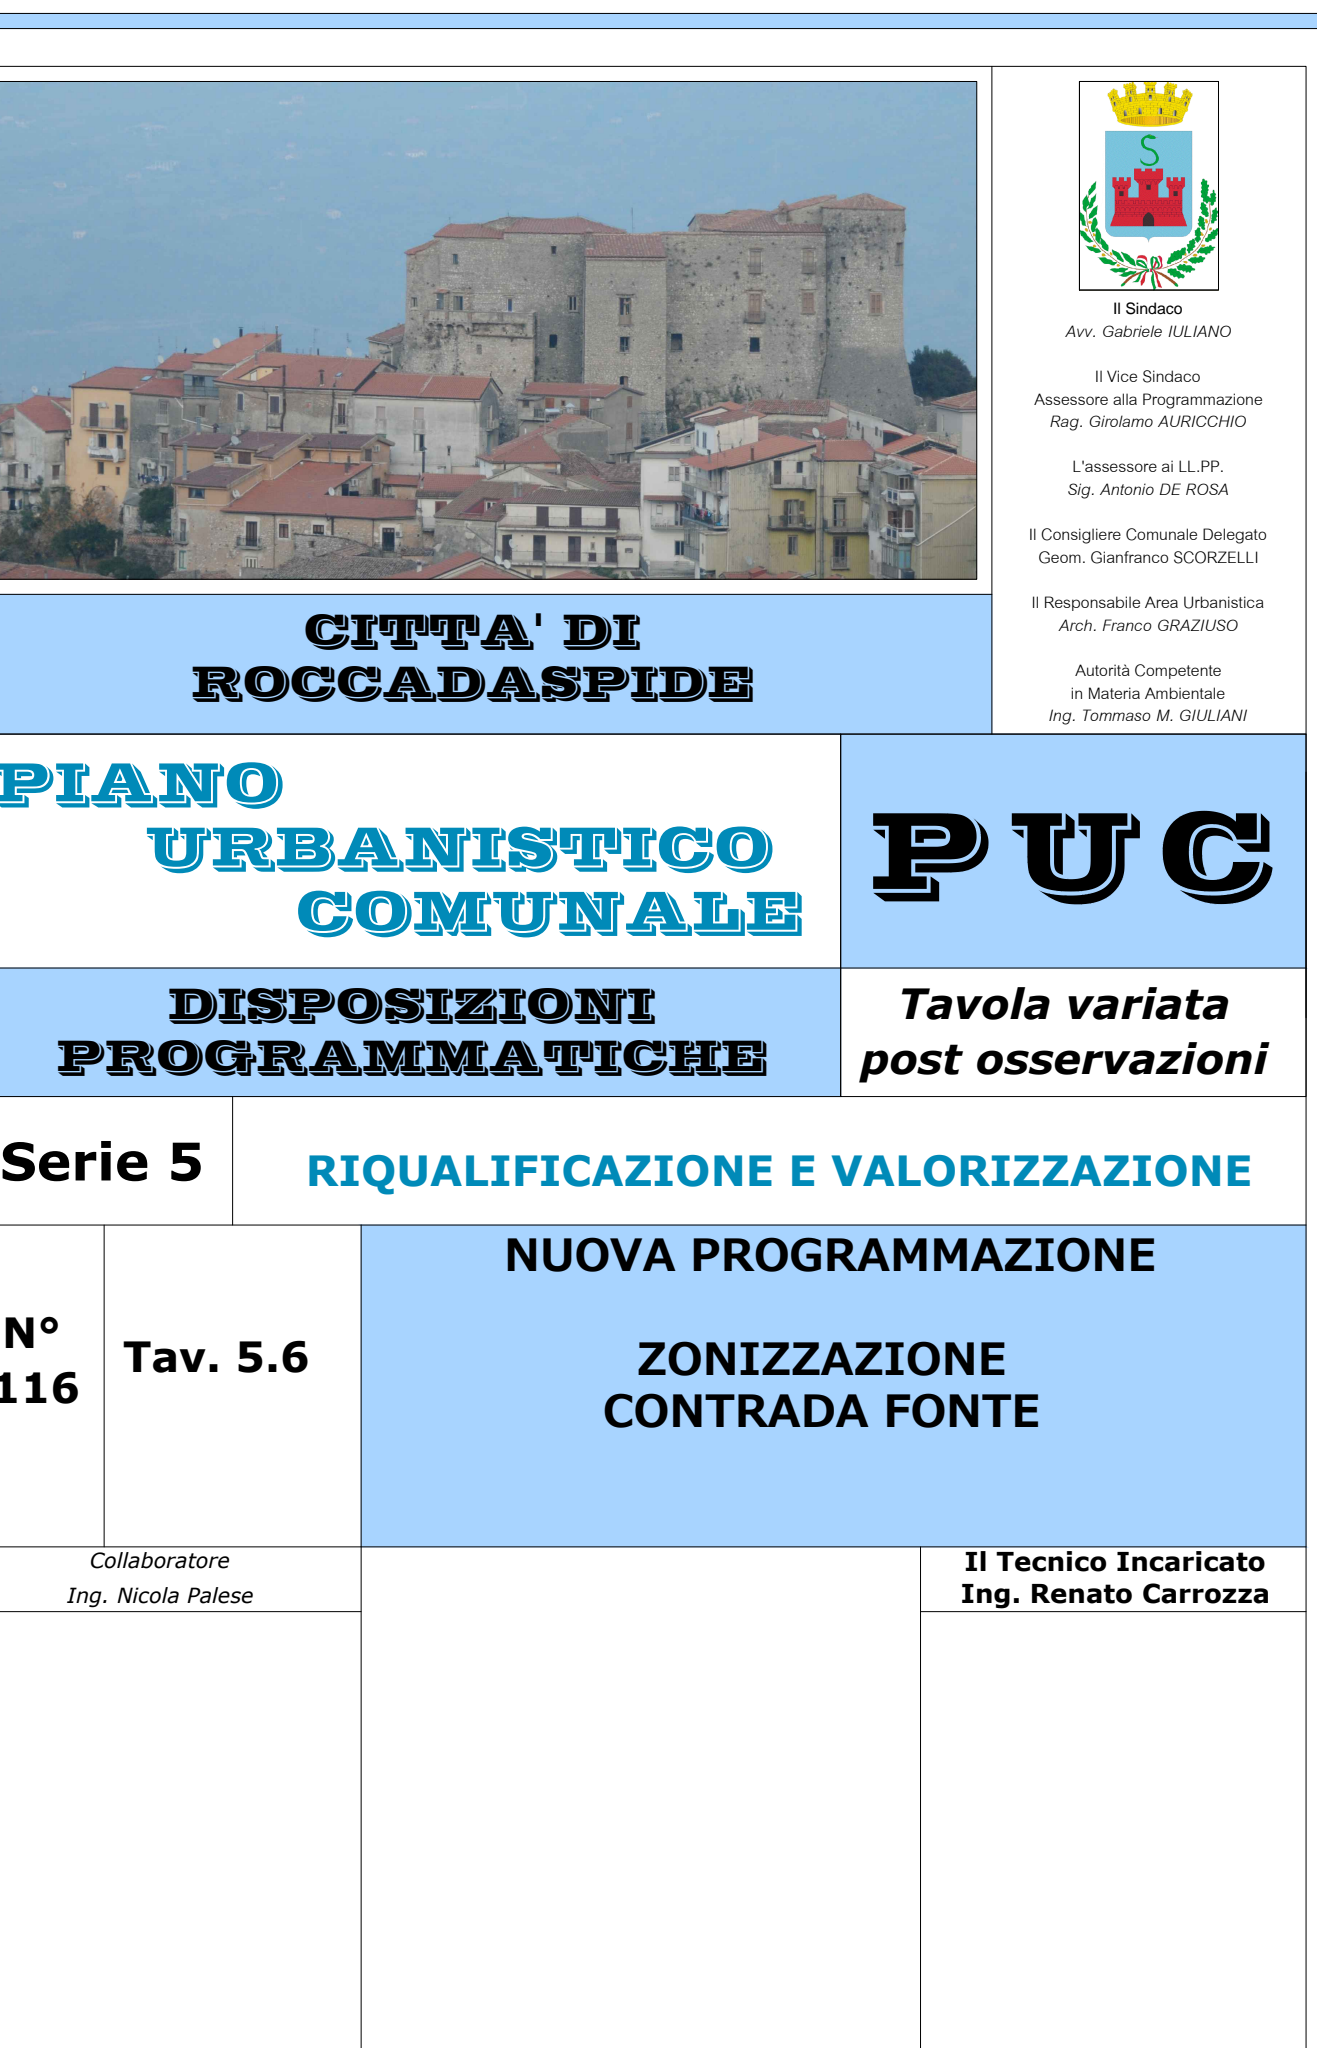 Il Sindaco
Avv. Gabriele IULIANO
Il Vice Sindaco
Assessore alla Programmazione
Rag. Girolamo AURICCHIO
L'assessore ai LL.PP.
Sig. Antonio DE ROSA
Il Consigliere Comunale Delegato
Geom. Gianfranco SCORZELLI
Il Responsabile Area Urbanistica
Arch. Franco GRAZIUSO
Autorità Competente
in Materia Ambientale
Ing. Tommaso M. GIULIANI
CITTA' DI
ROCCADASPIDE
PIANO
URBANISTICO
COMUNALE
PUC
DISPOSIZIONI
PROGRAMMATICHE
Tavola variata
post osservazioni
Serie 5
RIQUALIFICAZIONE E VALORIZZAZIONE
N°
116
Tav. 5.6
NUOVA PROGRAMMAZIONE
ZONIZZAZIONE
CONTRADA FONTE
Collaboratore
Ing. Nicola Palese
Il Tecnico Incaricato
Ing. Renato Carrozza